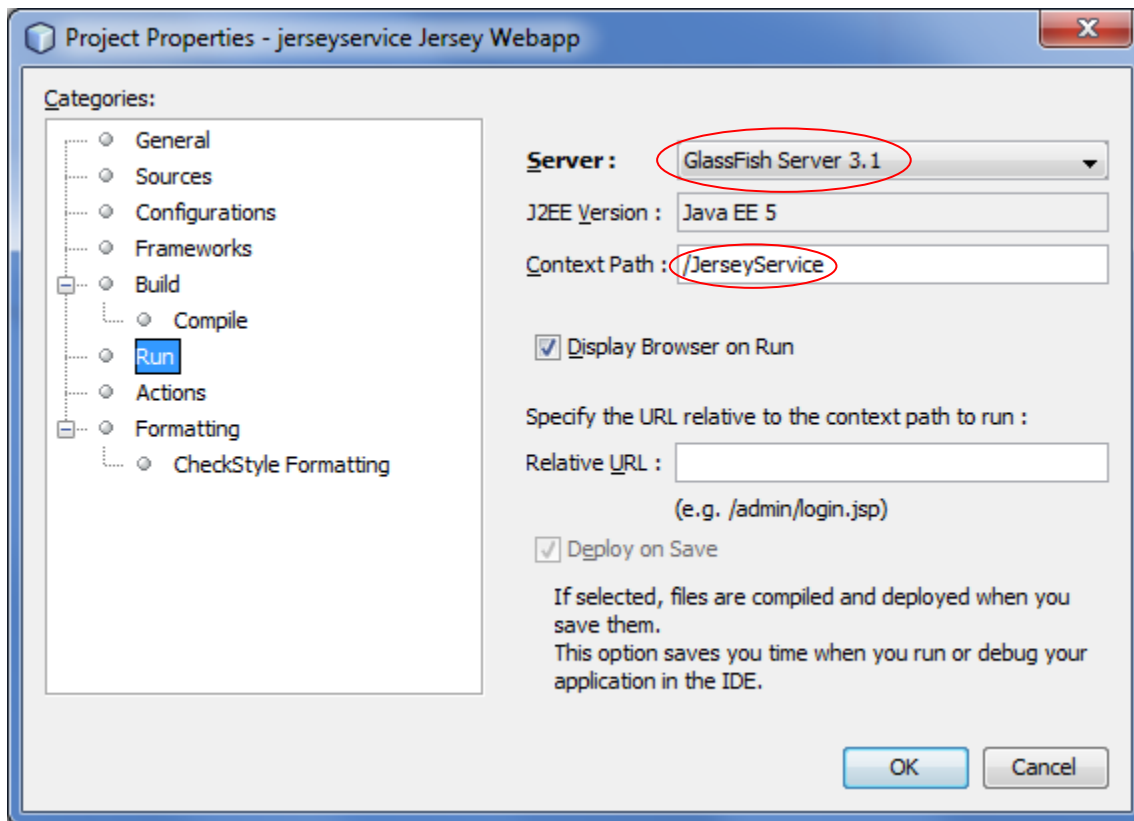 Project Properties - jerseyservice Jersey Webapp
Categories:
General
Sources
Configurations
Frameworks
Build
Compile
Run
Actions
Formatting
CheckStyle Formatting
Server : GlassFish Server 3.1
J2EE Version : Java EE 5
Context Path : /JerseyService
Display Browser on Run
Specify the URL relative to the context path to run :
Relative URL :
(e.g. /admin/login.jsp)
Deploy on Save
If selected, files are compiled and deployed when you
save them.
This option saves you time when you run or debug your
application in the IDE.
OK Cancel